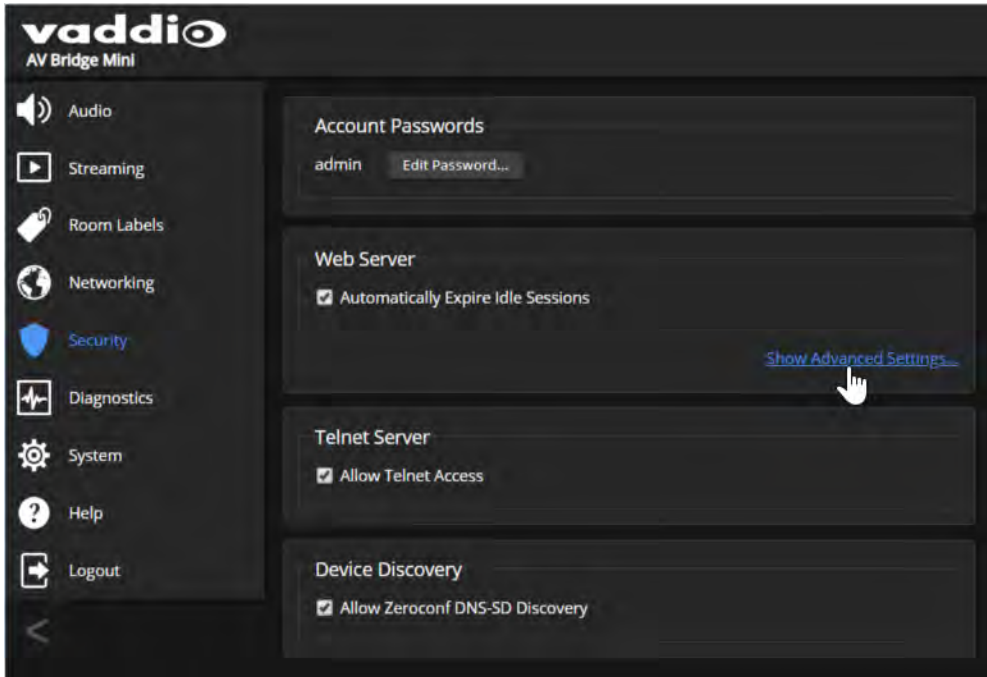 vaddio
AV Bridge Mini
Audio
Streaming
Room Labels
Networking
Security
Diagnostics
System
? Help
Logout
<
Account Passwords
admin Edit Password...
Web Server
Automatically Expire Idle Sessions
Show Advanced Settings...
Telnet Server
Allow Telnet Access
Device Discovery
Allow Zeroconf DNS-SD Discovery